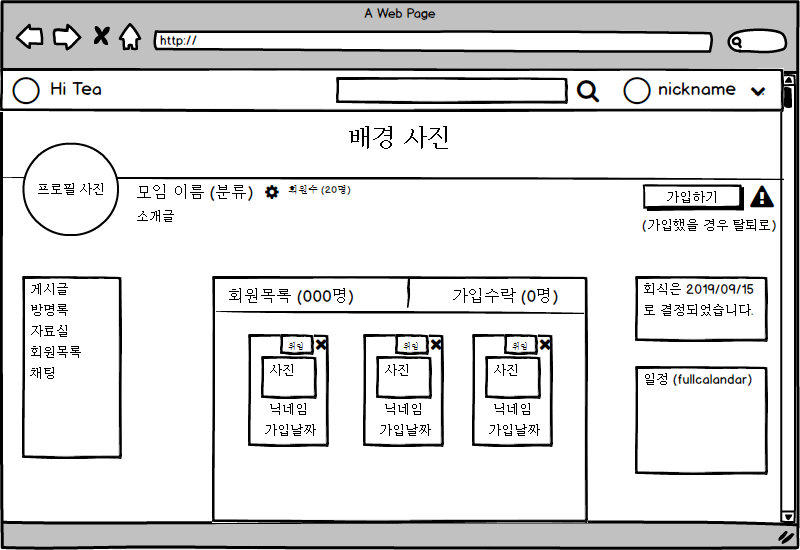 A Web Page
http://
Hi Tea
nickname
배경 사진
프로필 사진
모임 이름 (분류)
회원수 (20명)
소개글
가입하기
(가입했을 경우 탈퇴로)
게시글
방명록
자료실
회원목록
채팅
회원목록 (000명)
가입수락 (0명)
위임
사진
닉네임
가입날짜
위임
사진
닉네임
가입날짜
위임
사진
닉네임
가입날짜
회식은 2019/09/15
로 결정되었습니다.
일정 (fullcalandar)